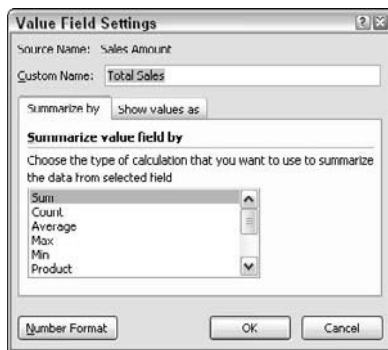 Value Field Settings
Source Name: Sales Amount
Custom Name: Total Sales
Summarize by Show values as
Summarize value field by
Choose the type of calculation that you want to use to summarize
the data from selected field
Sum
Count
Average
Max
Min
Product
Number Format OK Cancel